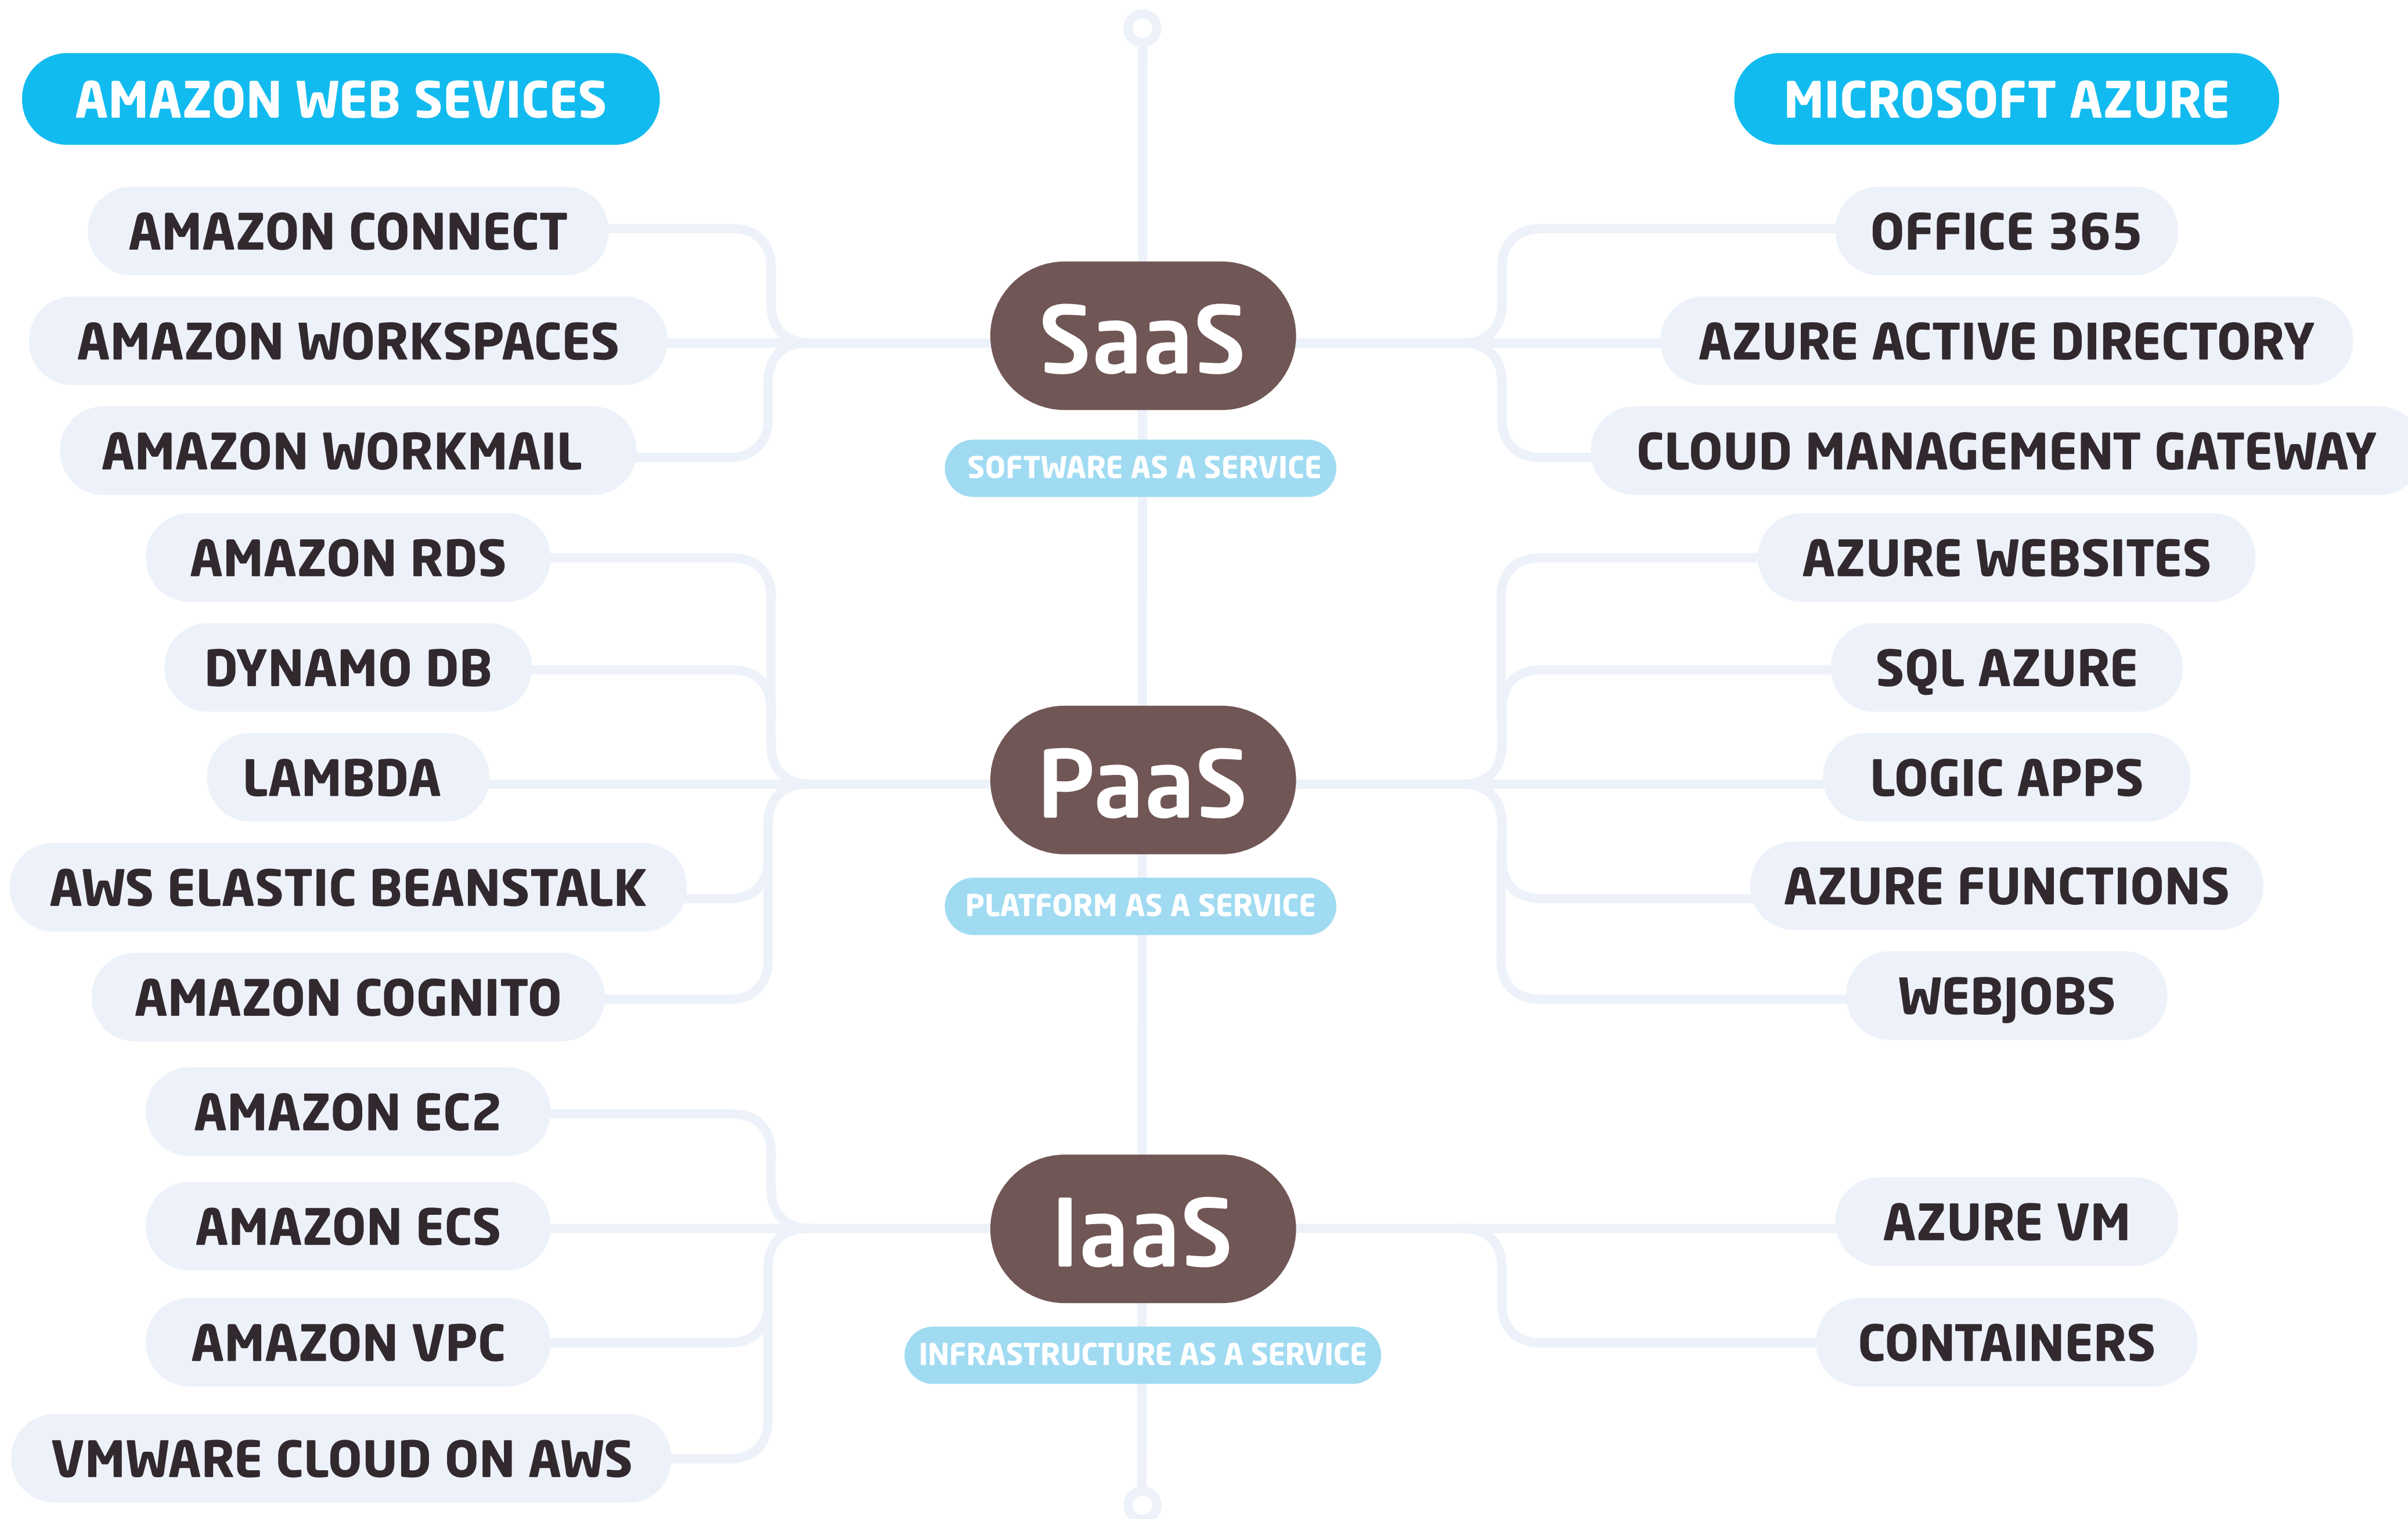 AMAZON WEB SEVICES
MICROSOFT AZURE
AMAZON CONNECT
AMAZON WORKSPACES
AMAZON WORKMAIL
SaaS
SOFTWARE AS A SERVICE
OFFICE 365
AZURE ACTIVE DIRECTORY
CLOUD MANAGEMENT GATEWAY
AMAZON RDS
DYNAMO DB
LAMBDA
AWS ELASTIC BEANSTALK
AMAZON COGNITO
PaaS
PLATFORM AS A SERVICE
AZURE WEBSITES
SQL AZURE
LOGIC APPS
AZURE FUNCTIONS
WEBJOBS
AMAZON EC2
AMAZON ECS
AMAZON VPC
VMWARE CLOUD ON AWS
IaaS
INFRASTRUCTURE AS A SERVICE
AZURE VM
CONTAINERS